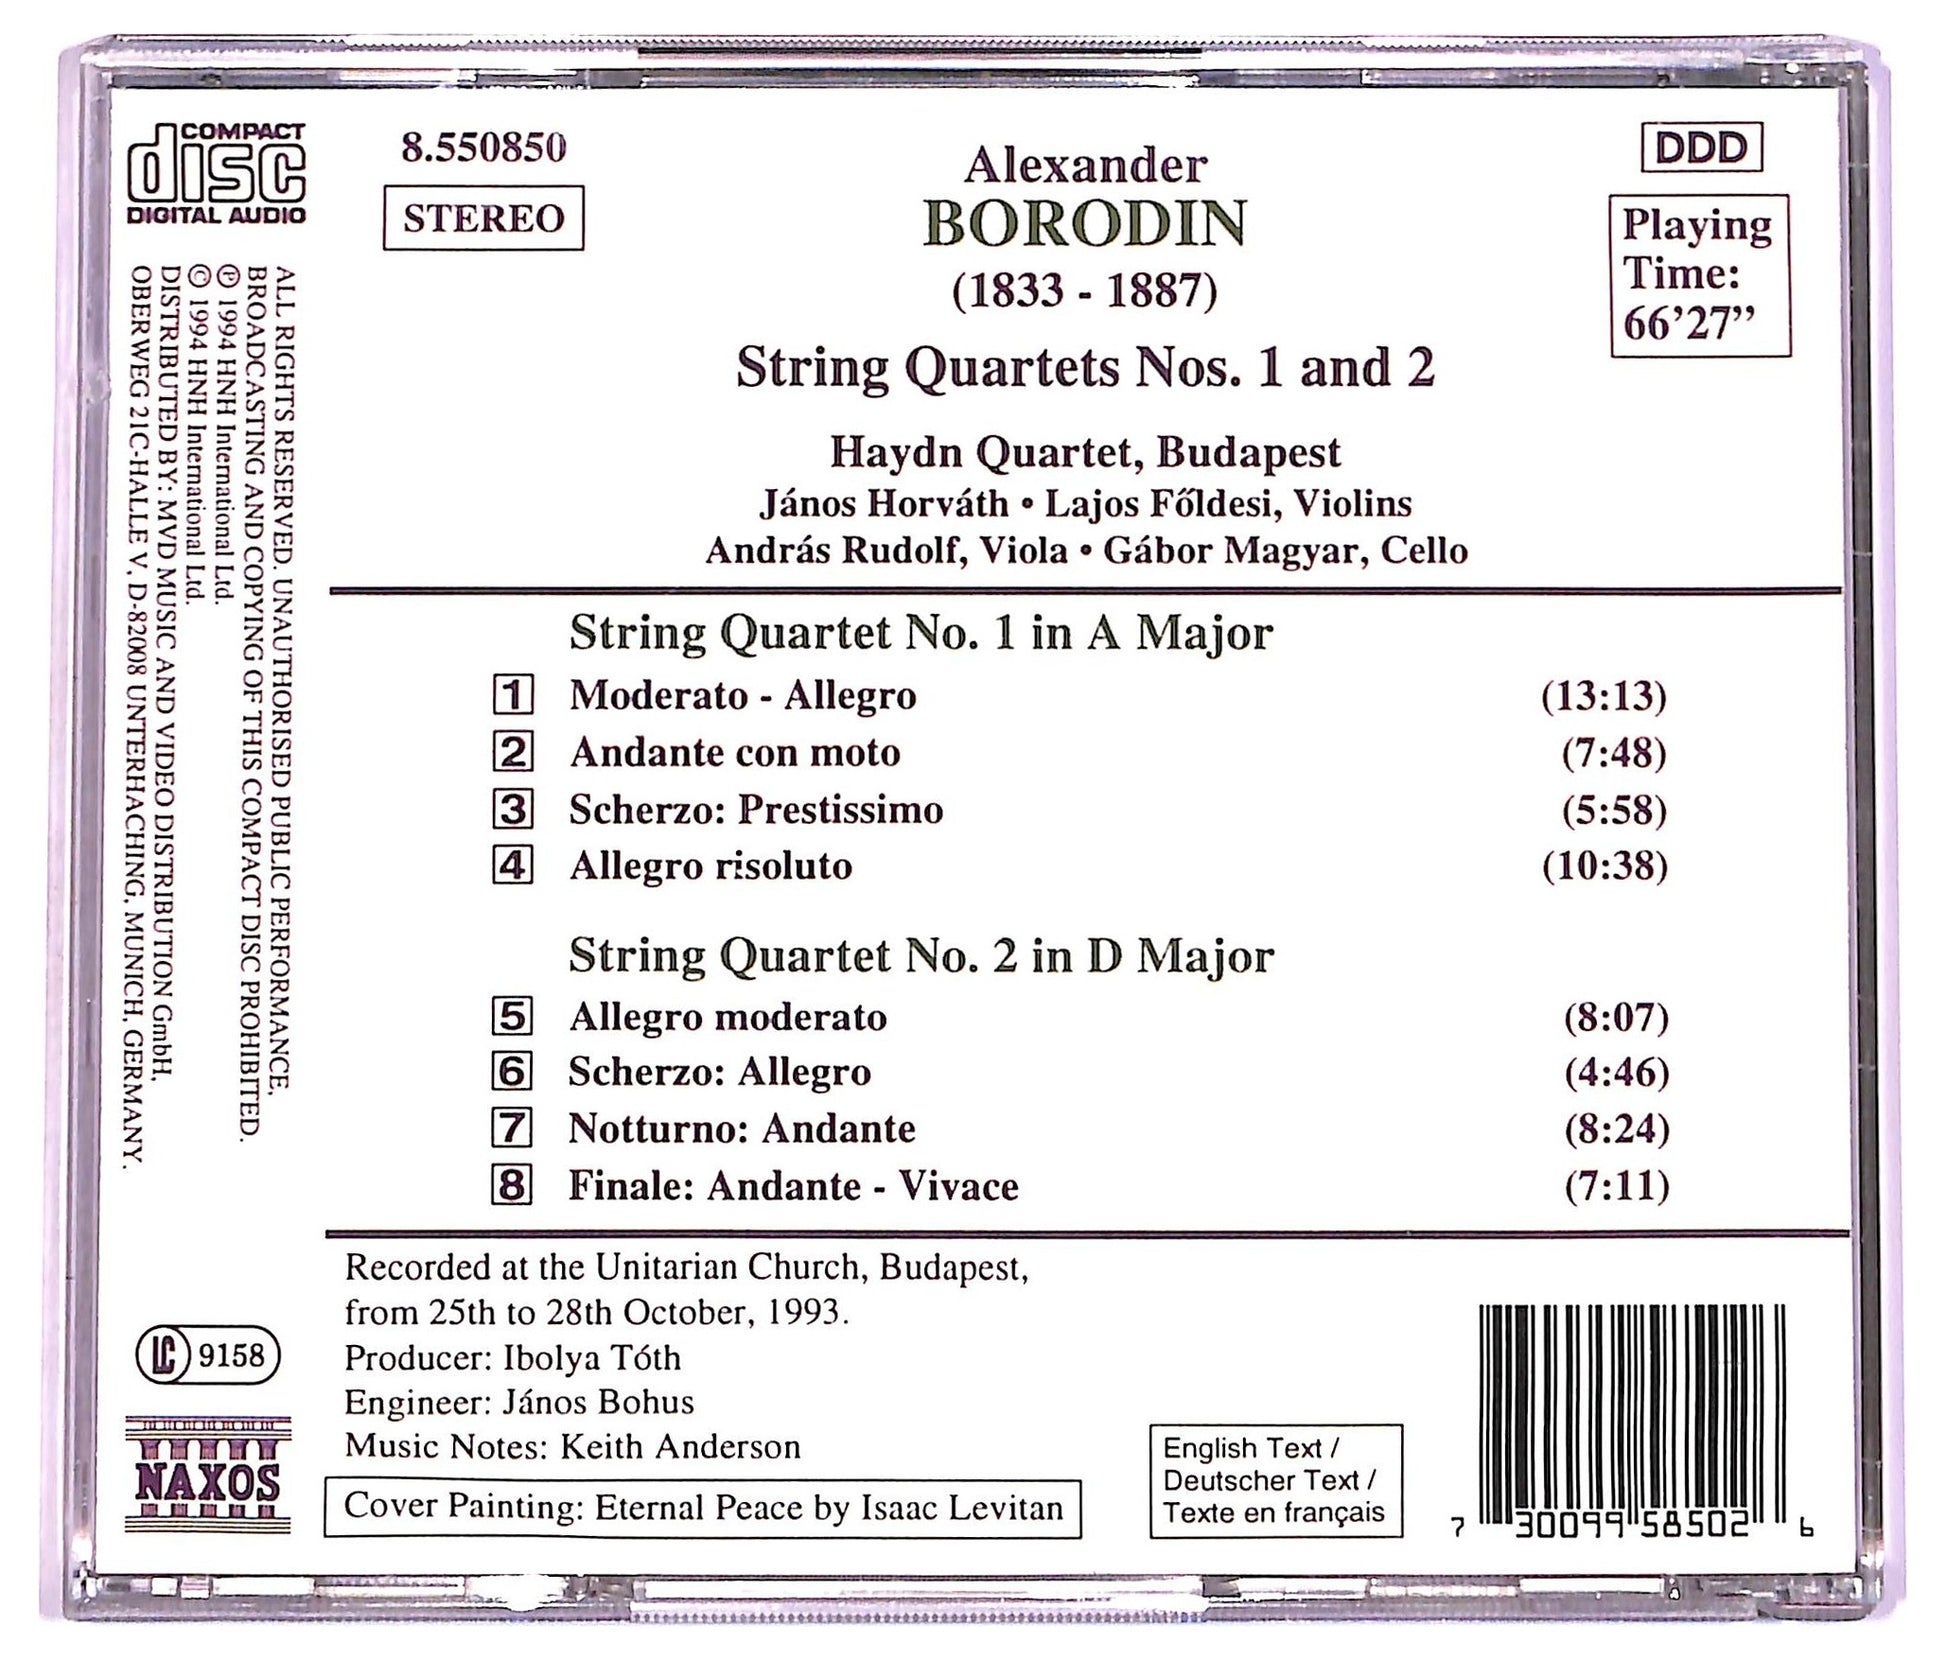 COMPACT
disc
DIGITAL AUDIO
8.550850
STEREO
Alexander
BORODIN
(1833 - 1887)
String Quartets Nos. 1 and 2
DDD
Playing
Time:
66’27”
Haydn Quartet, Budapest
János Horváth • Lajos Főldesi, Violins
András Rudolf, Viola • Gábor Magyar, Cello
String Quartet No. 1 in A Major
1 Moderato - Allegro (13:13)
2 Andante con moto (7:48)
3 Scherzo: Prestissimo (5:58)
4 Allegro risoluto (10:38)
String Quartet No. 2 in D Major
5 Allegro moderato (8:07)
6 Scherzo: Allegro (4:46)
7 Notturno: Andante (8:24)
8 Finale: Andante - Vivace (7:11)
Recorded at the Unitarian Church, Budapest,
from 25th to 28th October, 1993.
Producer: Ibolya Tóth
Engineer: János Bohus
Music Notes: Keith Anderson
Cover Painting: Eternal Peace by Isaac Levitan
English Text /
Deutscher Text /
Texte en français
7 30099 58502 6
ALL RIGHTS RESERVED. UNAUTHORISED PUBLIC PERFORMANCE,
BROADCASTING AND COPYING OF THIS COMPACT DISC PROHIBITED.
℗ 1994 HNH International Ltd.
© 1994 HNH International Ltd.
DISTRIBUTED BY: MVD MUSIC AND VIDEO DISTRIBUTION GmbH,
OBERWEG 21C-HALLE V, D-82008 UNTERHACHING, MUNICH, GERMANY.
LC 9158
NAXOS